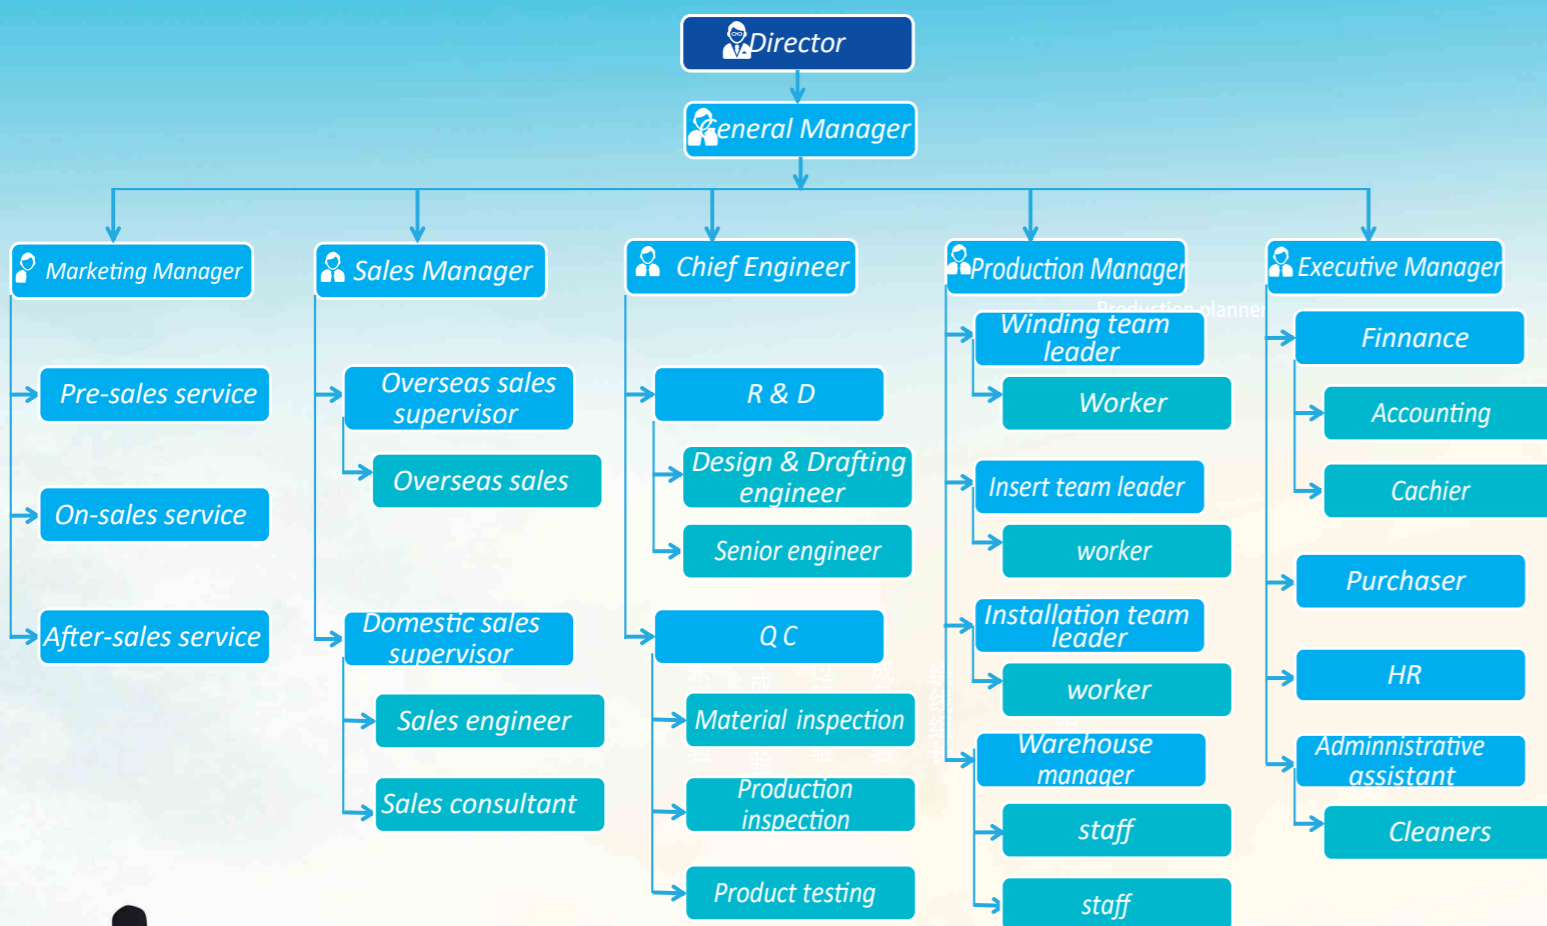 Director
General Manager
Marketing Manager
Sales Manager
Chief Engineer
Production Manager
Executive Manager
Pre-sales service
On-sales service
After-sales service
Overseas sales
supervisor
Overseas sales
Domestic sales
supervisor
Sales engineer
Sales consultant
R & D
Design & Drafting
engineer
Senior engineer
Q C
Material inspection
Production
inspection
Product testing
Production planner
Winding team
leader
Worker
Insert team leader
worker
Installation team
leader
worker
Warehouse
manager
staff
staff
Finnance
Accounting
Cachier
Purchaser
HR
Adminnistrative
assistant
Cleaners